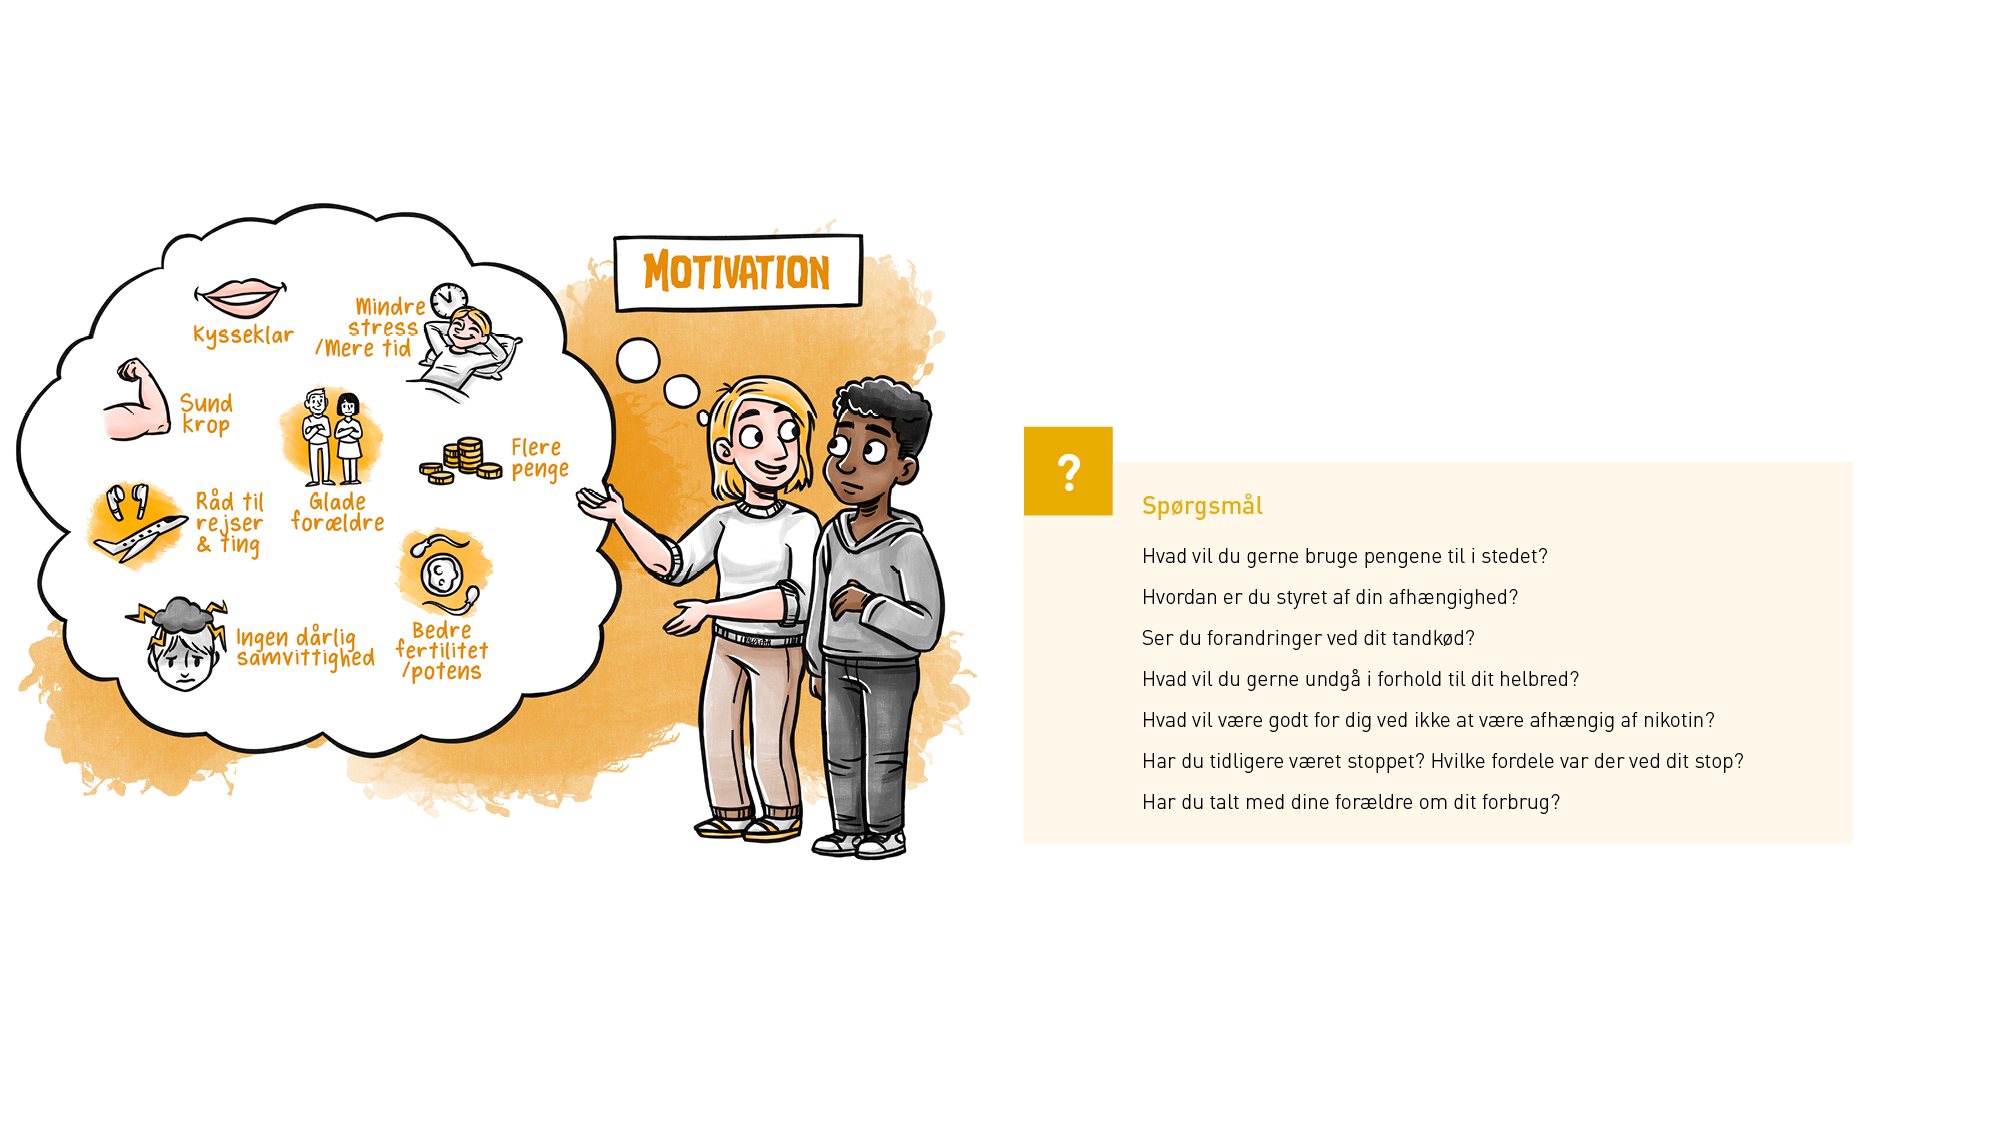 MOTIVATION
Kysseklar
Mindre
stress
/Mere tid
Sund
krop
Glade
forældre
Flere
penge
Råd til
rejser
& ting
Ingen dårlig
samvittighed
Bedre
fertilitet
/potens
?
Spørgsmål
Hvad vil du gerne bruge pengene til i stedet?
Hvordan er du styret af din afhængighed?
Ser du forandringer ved dit tandkød?
Hvad vil du gerne undgå i forhold til dit helbred?
Hvad vil være godt for dig ved ikke at være afhængig af nikotin?
Har du tidligere været stoppet? Hvilke fordele var der ved dit stop?
Har du talt med dine forældre om dit forbrug?